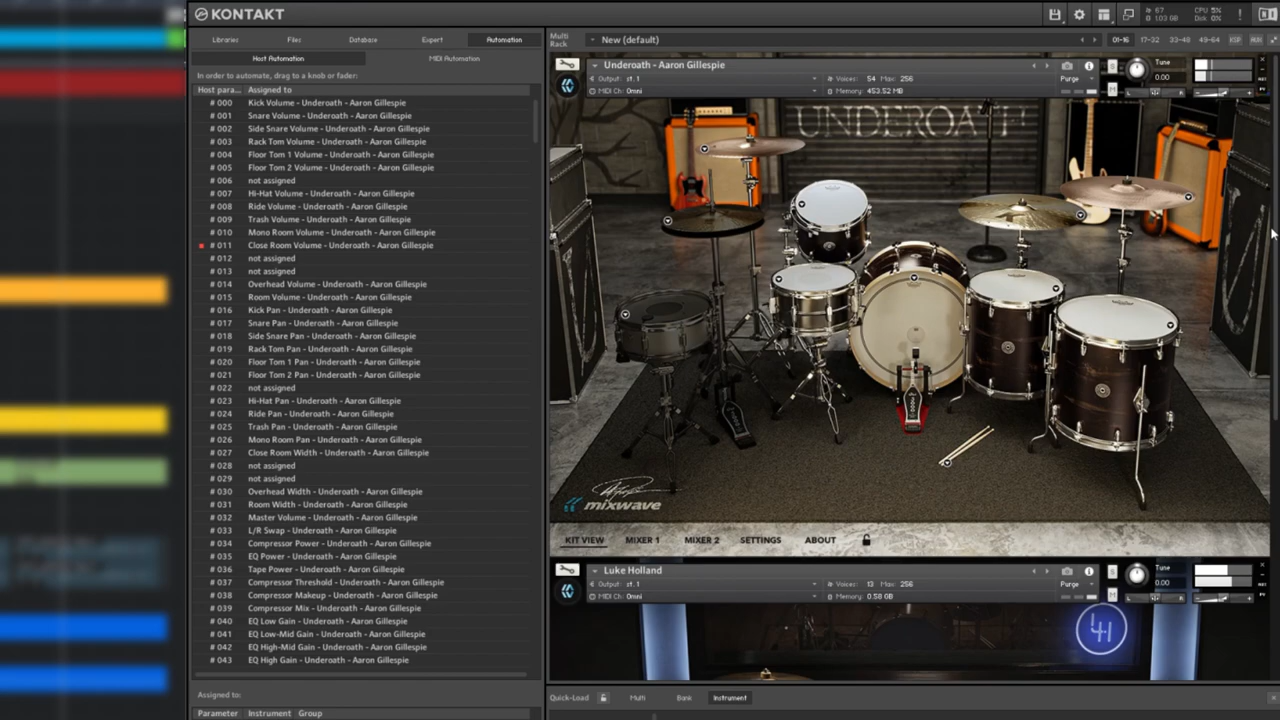 KONTAKT
67
103 GB
CPU 5%
Disk 0%
Libraries
Files
Database
Expert
Automation
Multi Rack
New (default)
01-16
17-32
33-48
49-64
KSP
Host Automation
MIDI Automation
In order to automate, drag to a knob or fader:
Host para... Assigned to
# 000 Kick Volume - Underoath - Aaron Gillespie
# 001 Snare Volume - Underoath - Aaron Gillespie
# 002 Side Snare Volume - Underoath - Aaron Gillespie
# 003 Rack Tom Volume - Underoath - Aaron Gillespie
# 004 Floor Tom 1 Volume - Underoath - Aaron Gillespie
# 005 Floor Tom 2 Volume - Underoath - Aaron Gillespie
# 006 not assigned
# 007 Hi-Hat Volume - Underoath - Aaron Gillespie
# 008 Ride Volume - Underoath - Aaron Gillespie
# 009 Trash Volume - Underoath - Aaron Gillespie
# 010 Mono Room Volume - Underoath - Aaron Gillespie
# 011 Close Room Volume - Underoath - Aaron Gillespie
# 012 not assigned
# 013 not assigned
# 014 Overhead Volume - Underoath - Aaron Gillespie
# 015 Room Volume - Underoath - Aaron Gillespie
# 016 Kick Pan - Underoath - Aaron Gillespie
# 017 Snare Pan - Underoath - Aaron Gillespie
# 018 Side Snare Pan - Underoath - Aaron Gillespie
# 019 Rack Tom Pan - Underoath - Aaron Gillespie
# 020 Floor Tom 1 Pan - Underoath - Aaron Gillespie
# 021 Floor Tom 2 Pan - Underoath - Aaron Gillespie
# 022 not assigned
# 023 Hi-Hat Pan - Underoath - Aaron Gillespie
# 024 Ride Pan - Underoath - Aaron Gillespie
# 025 Trash Pan - Underoath - Aaron Gillespie
# 026 Mono Room Pan - Underoath - Aaron Gillespie
# 027 Close Room Width - Underoath - Aaron Gillespie
# 028 not assigned
# 029 not assigned
# 030 Overhead Width - Underoath - Aaron Gillespie
# 031 Room Width - Underoath - Aaron Gillespie
# 032 Master Volume - Underoath - Aaron Gillespie
# 033 L/R Swap - Underoath - Aaron Gillespie
# 034 Compressor Power - Underoath - Aaron Gillespie
# 035 EQ Power - Underoath - Aaron Gillespie
# 036 Tape Power - Underoath - Aaron Gillespie
# 037 Compressor Threshold - Underoath - Aaron Gillespie
# 038 Compressor Makeup - Underoath - Aaron Gillespie
# 039 Compressor Mix - Underoath - Aaron Gillespie
# 040 EQ Low Gain - Underoath - Aaron Gillespie
# 041 EQ Low-Mid Gain - Underoath - Aaron Gillespie
# 042 EQ High-Mid Gain - Underoath - Aaron Gillespie
# 043 EQ High Gain - Underoath - Aaron Gillespie
Assigned to:
Parameter Instrument Group
Underoath - Aaron Gillespie
Output: st. 1
Voices: 54 Max: 256
Purge
MIDI Ch: Omni
Memory: 453.52 MB
S
M
Tune
0.00
UNDEROATH
mixwave
KIT VIEW
MIXER 1
MIXER 2
SETTINGS
ABOUT
Luke Holland
Output: st. 1
Voices: 13 Max: 256
Purge
MIDI Ch: Omni
Memory: 0.58 GB
S
M
Tune
0.00
Quick-Load
Multi
Bank
Instrument